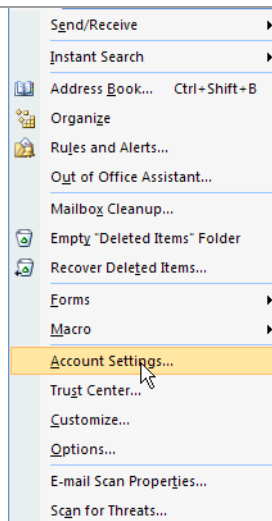 Send/Receive
Instant Search
Address Book... Ctrl+Shift+B
Organize
Rules and Alerts...
Out of Office Assistant...
Mailbox Cleanup...
Empty "Deleted Items" Folder
Recover Deleted Items...
Forms
Macro
Account Settings...
Trust Center...
Customize...
Options...
E-mail Scan Properties...
Scan for Threats...